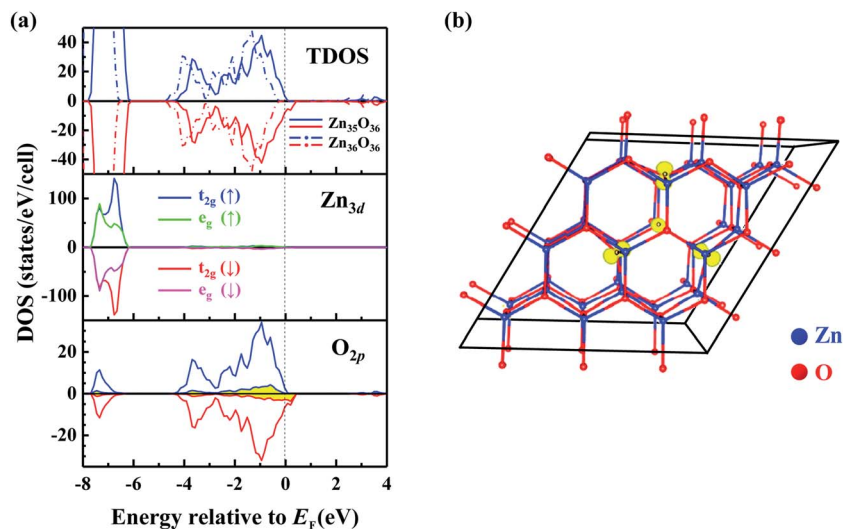 (a)
(b)
40
20
0
-20
-40
TDOS
Zn35O36
Zn36O36
100
0
-100
t2g (↑)
eg (↑)
Zn3d
t2g (↓)
eg (↓)
DOS (states/eV/cell)
20
0
-20
O2p
-8 -6 -4 -2 0 2 4
Energy relative to EF(eV)
Zn
O